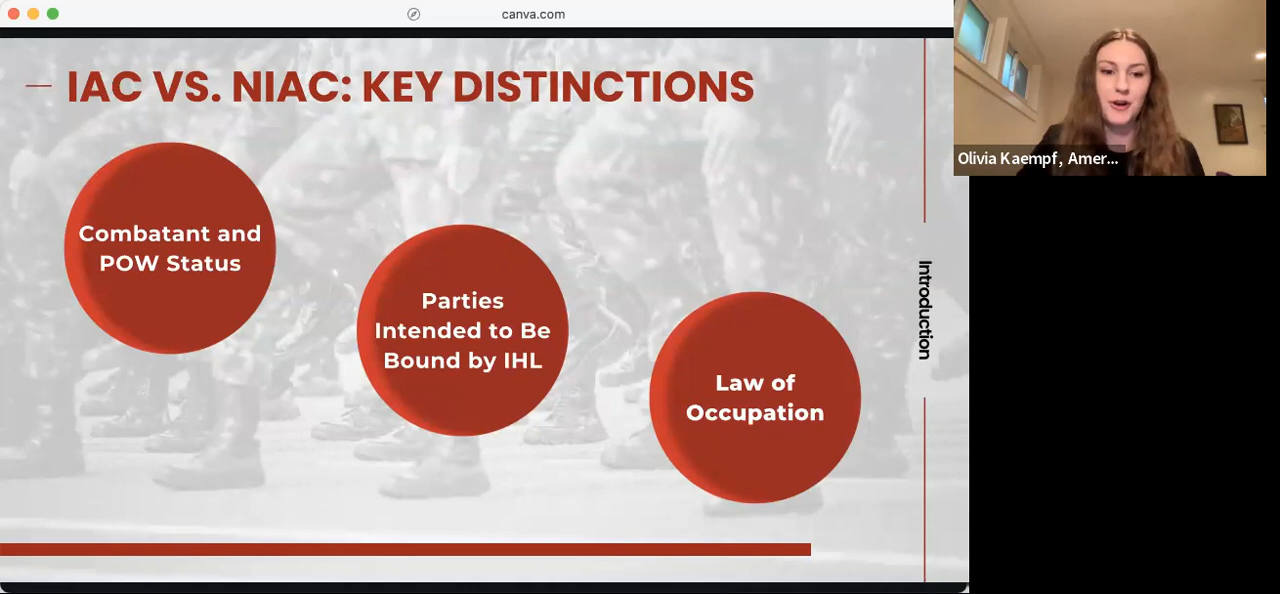 canva.com
IAC VS. NIAC: KEY DISTINCTIONS
Combatant and
POW Status
Parties
Intended to Be
Bound by IHL
Law of
Occupation
Introduction
Olivia Kaempf, Amer...